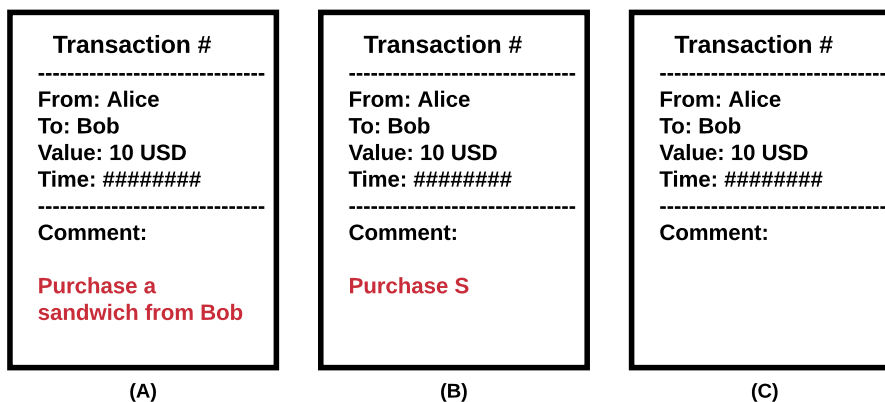 Transaction #
-------------------------------
From: Alice
To: Bob
Value: 10 USD
Time: ########
-------------------------------
Comment:
Purchase a
sandwich from Bob
(A)
Transaction #
-------------------------------
From: Alice
To: Bob
Value: 10 USD
Time: ########
-------------------------------
Comment:
Purchase S
(B)
Transaction #
-------------------------------
From: Alice
To: Bob
Value: 10 USD
Time: ########
-------------------------------
Comment:
(C)